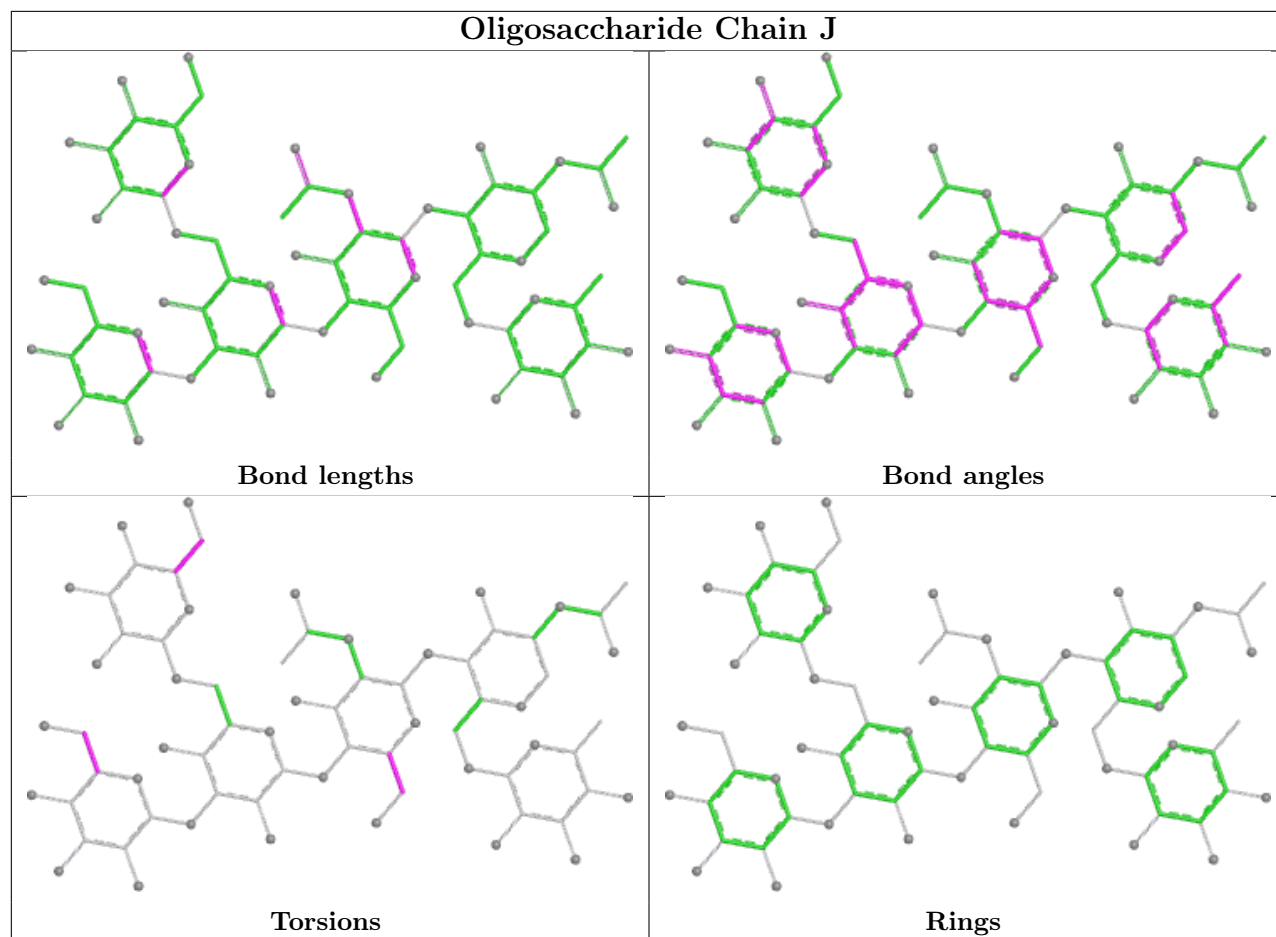 Oligosaccharide Chain J
Bond lengths
Bond angles
Torsions
Rings